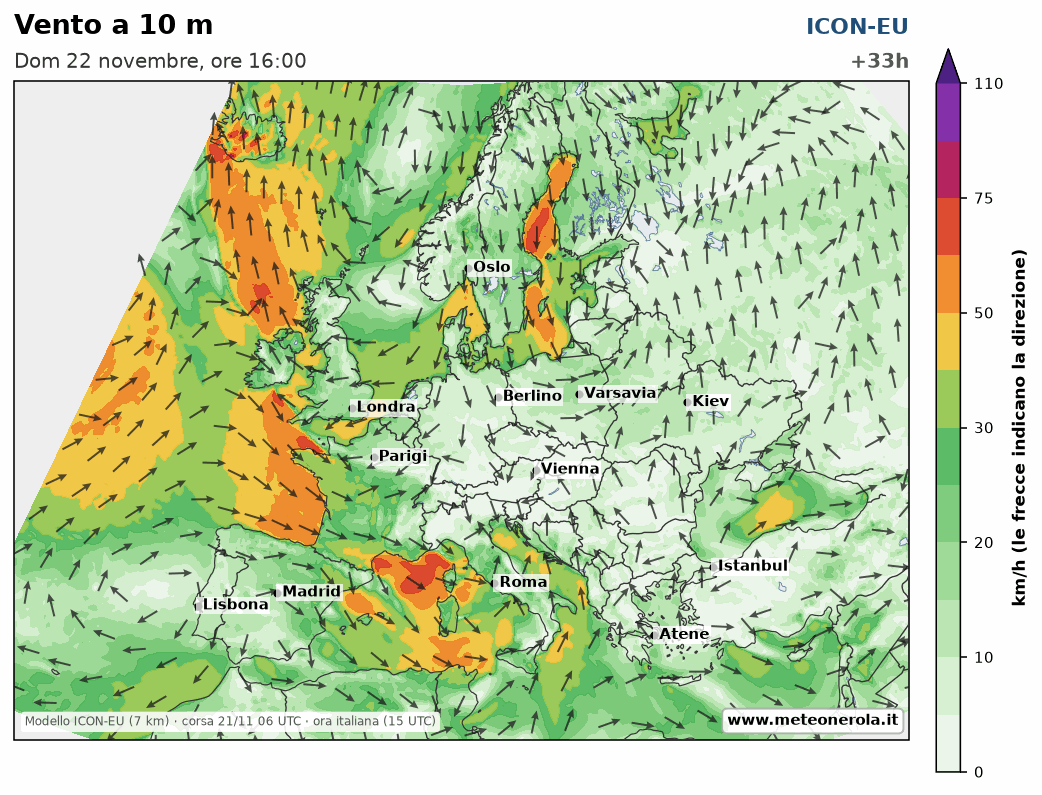 Vento a 10 m
ICON-EU
Dom 22 novembre, ore 16:00
+33h
110
75
50
30
20
10
0
km/h (le frecce indicano la direzione)
Oslo
Berlino
Varsavia
Kiev
Londra
Parigi
Vienna
Istanbul
Roma
Madrid
Lisbona
Atene
Modello ICON-EU (7 km) · corsa 21/11 06 UTC · ora italiana (15 UTC)
www.meteonerola.it